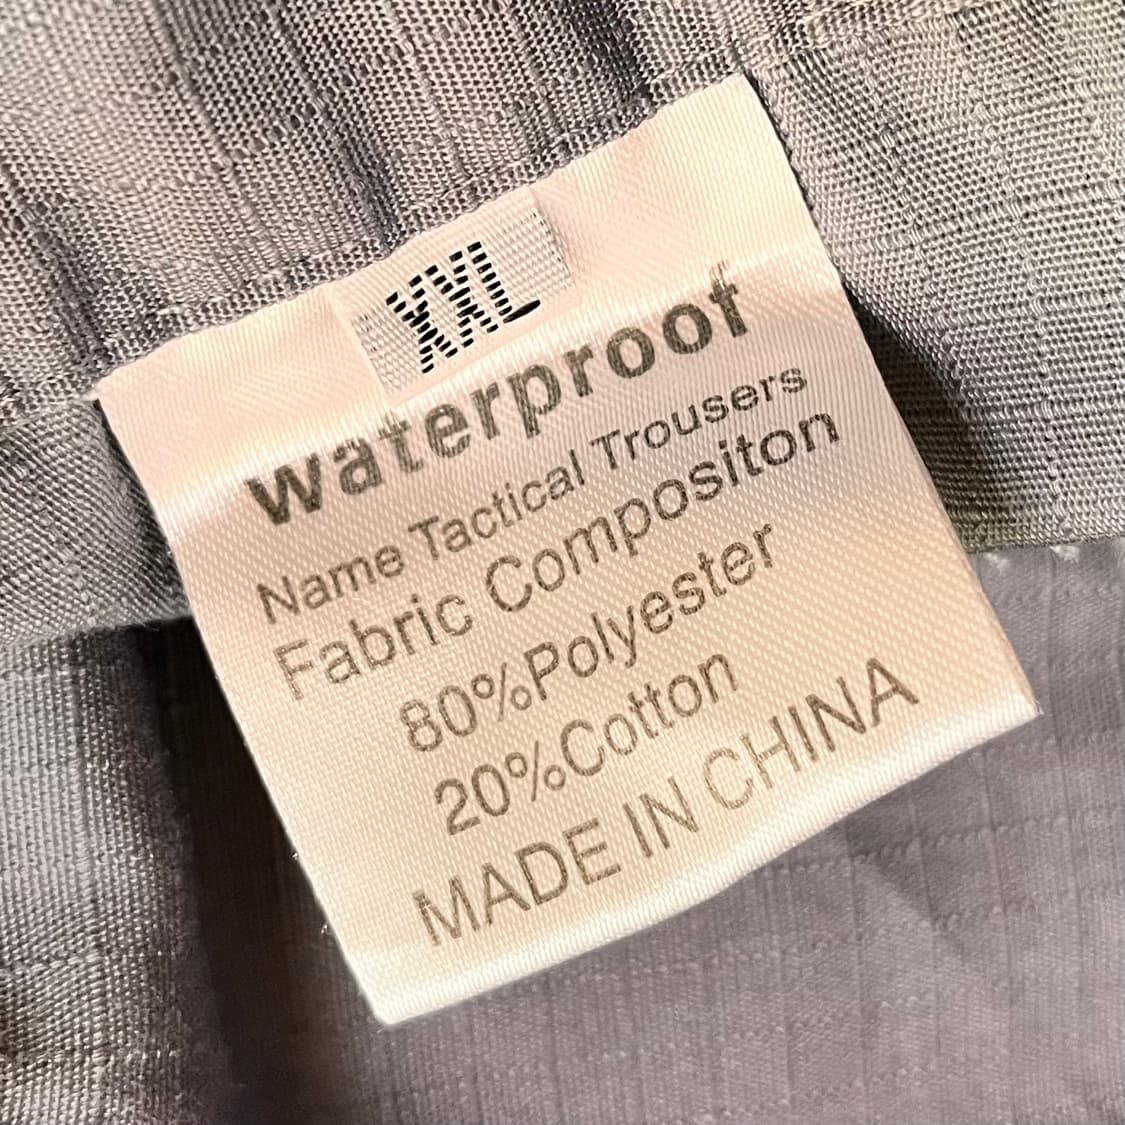 XXL
waterproof
Name Tactical Trousers
Fabric Compositon
80%Polyester
20%Cotton
MADE IN CHINA